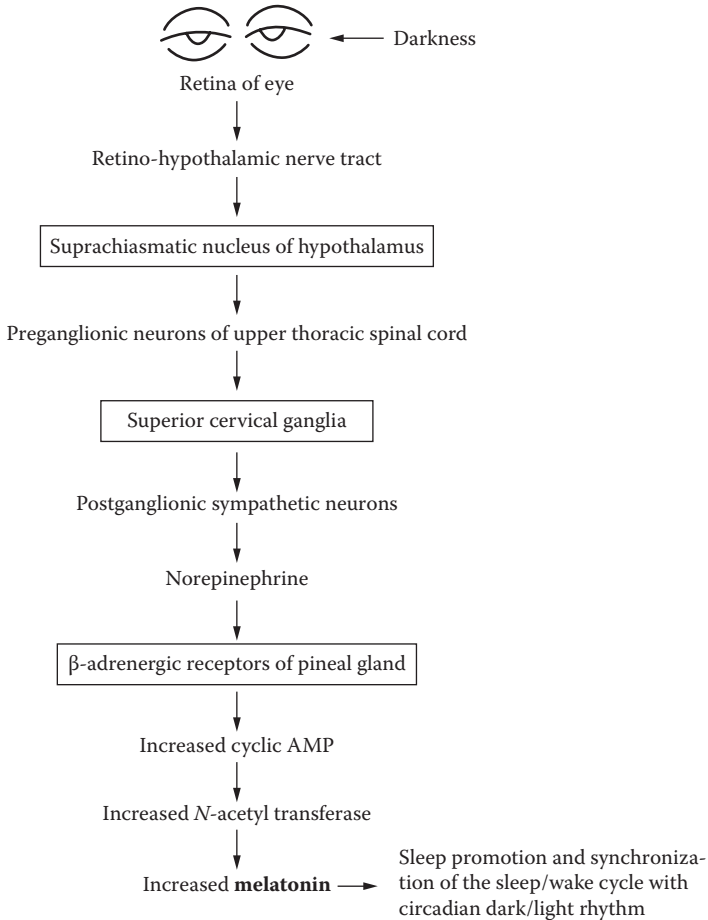 Darkness
Retina of eye
Retino-hypothalamic nerve tract
Suprachiasmatic nucleus of hypothalamus
Preganglionic neurons of upper thoracic spinal cord
Superior cervical ganglia
Postganglionic sympathetic neurons
Norepinephrine
β-adrenergic receptors of pineal gland
Increased cyclic AMP
Increased N-acetyl transferase
Increased melatonin
Sleep promotion and synchroniza-
tion of the sleep/wake cycle with
circadian dark/light rhythm